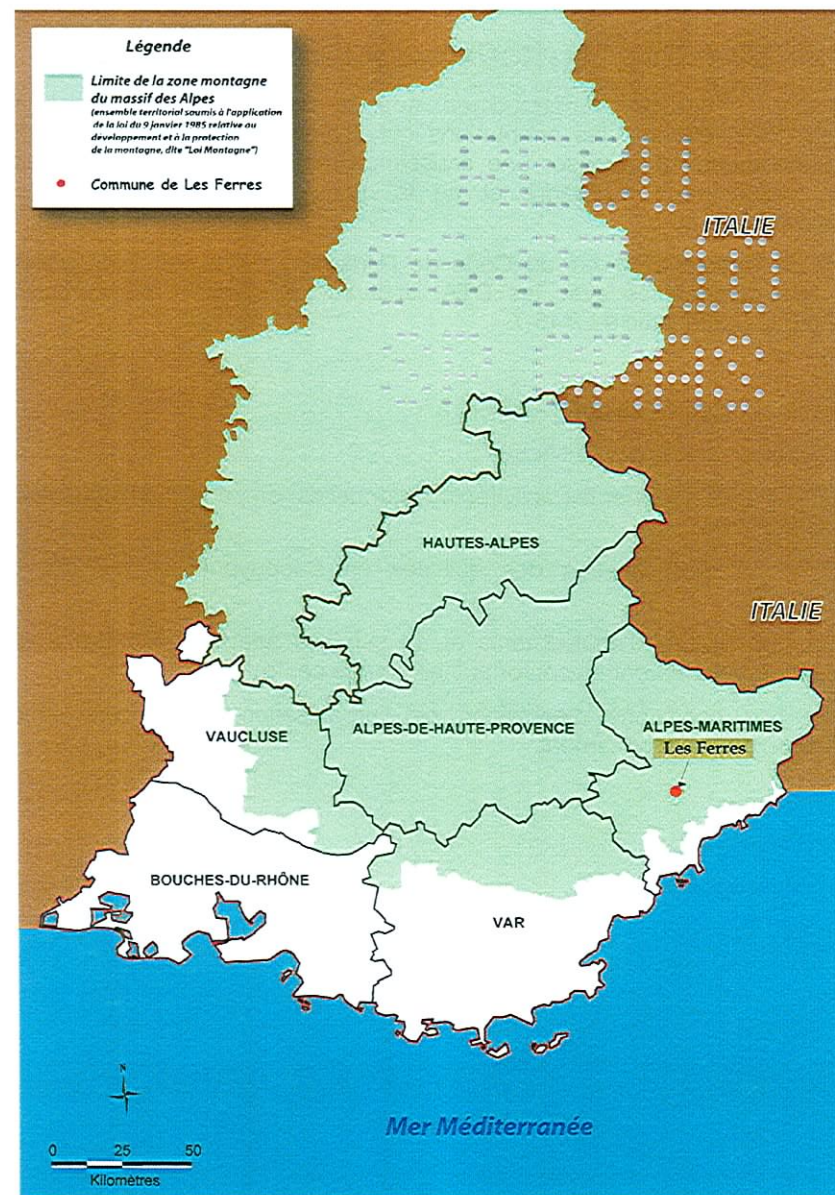 Légende
Limite de la zone montagne
du massif des Alpes
(ensemble territorial soumis à l'application
de la loi du 9 janvier 1985 relative au
développement et à la protection
de la montagne, dite "Loi Montagne")
Commune de Les Ferres
ITALIE
HAUTES-ALPES
ITALIE
VAUCLUSE
ALPES-DE-HAUTE-PROVENCE
ALPES-MARITIMES
Les Ferres
BOUCHES-DU-RHÔNE
VAR
N
Mer Méditerranée
0 25 50
Kilomètres